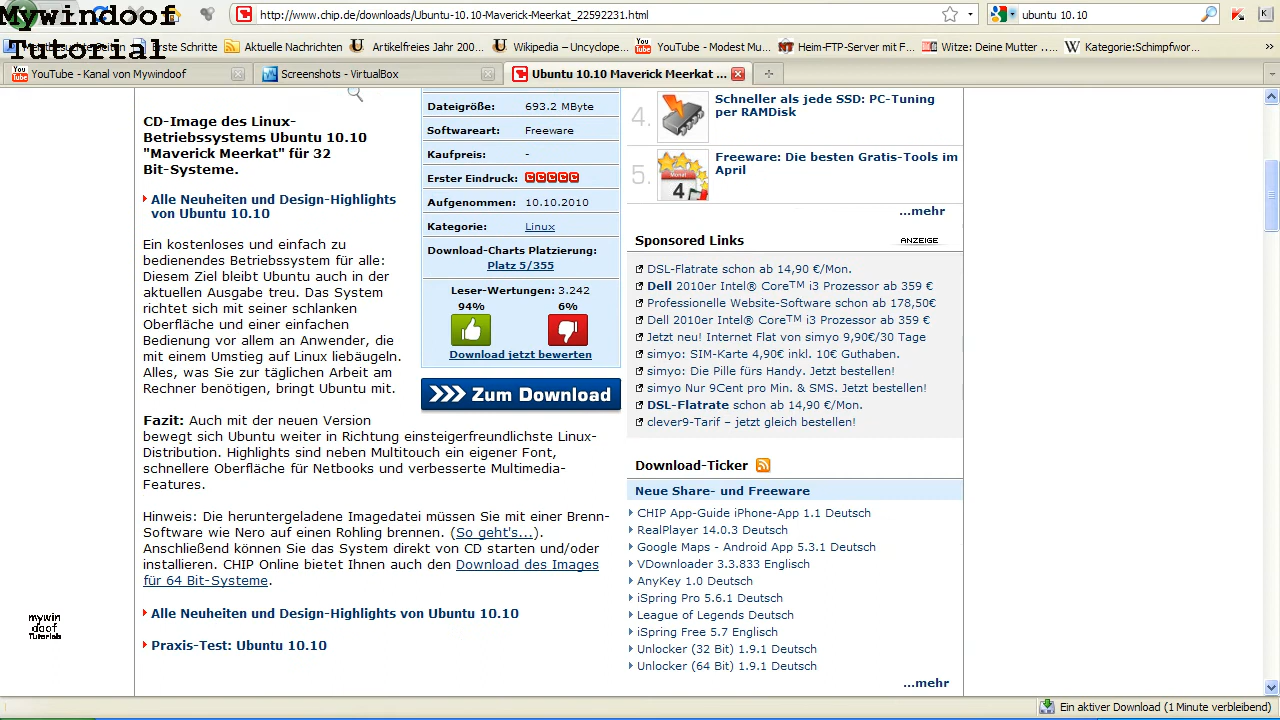 Mywindoof
Tutorial
http://www.chip.de/downloads/Ubuntu-10.10-Maverick-Meerkat_22592231.html
ubuntu 10.10
Seiten
Erste Schritte
Aktuelle Nachrichten
Artikelfreies Jahr 200...
Wikipedia – Uncyclope...
YouTube - Modest Mu...
Heim-FTP-Server mit F...
Witze: Deine Mutter ...
Kategorie:Schimpfwor...
YouTube - Kanal von Mywindoof
Screenshots - VirtualBox
Ubuntu 10.10 Maverick Meerkat ...
CD-Image des Linux-
Betriebssystems Ubuntu 10.10
"Maverick Meerkat" für 32
Bit-Systeme.
Alle Neuheiten und Design-Highlights
von Ubuntu 10.10
Ein kostenloses und einfach zu
bedienendes Betriebssystem für alle:
Diesem Ziel bleibt Ubuntu auch in der
aktuellen Ausgabe treu. Das System
richtet sich mit seiner schlanken
Oberfläche und einer einfachen
Bedienung vor allem an Anwender, die
mit einem Umstieg auf Linux liebäugeln.
Alles, was Sie zur täglichen Arbeit am
Rechner benötigen, bringt Ubuntu mit.
Fazit: Auch mit der neuen Version
bewegt sich Ubuntu weiter in Richtung einsteigerfreundlichste Linux-
Distribution. Highlights sind neben Multitouch ein eigener Font,
schnellere Oberfläche für Netbooks und verbesserte Multimedia-
Features.
Hinweis: Die heruntergeladene Imagedatei müssen Sie mit einer Brenn-
Software wie Nero auf einen Rohling brennen. (So geht's...).
Anschließend können Sie das System direkt von CD starten und/oder
installieren. CHIP Online bietet Ihnen auch den Download des Images
für 64 Bit-Systeme.
Alle Neuheiten und Design-Highlights von Ubuntu 10.10
Praxis-Test: Ubuntu 10.10
Dateigröße: 693.2 MByte
Softwareart: Freeware
Kaufpreis: -
Erster Eindruck:
Aufgenommen: 10.10.2010
Kategorie: Linux
Download-Charts Platzierung:
Platz 5/355
Leser-Wertungen: 3.242
94% 6%
Download jetzt bewerten
Zum Download
4. Schneller als jede SSD: PC-Tuning
per RAMDisk
5. Freeware: Die besten Gratis-Tools im
April
...mehr
Sponsored Links ANZEIGE
DSL-Flatrate schon ab 14,90 €/Mon.
Dell 2010er Intel® Core™ i3 Prozessor ab 359 €
Professionelle Website-Software schon ab 178,50€
Dell 2010er Intel® Core™ i3 Prozessor ab 359 €
Jetzt neu! Internet Flat von simyo 9,90€/30 Tage
simyo: SIM-Karte 4,90€ inkl. 10€ Guthaben.
simyo: Die Pille fürs Handy. Jetzt bestellen!
simyo Nur 9Cent pro Min. & SMS. Jetzt bestellen!
DSL-Flatrate schon ab 14,90 €/Mon.
clever9-Tarif – jetzt gleich bestellen!
Download-Ticker
Neue Share- und Freeware
CHIP App-Guide iPhone-App 1.1 Deutsch
RealPlayer 14.0.3 Deutsch
Google Maps - Android App 5.3.1 Deutsch
VDownloader 3.3.833 Englisch
AnyKey 1.0 Deutsch
iSpring Pro 5.6.1 Deutsch
League of Legends Deutsch
iSpring Free 5.7 Englisch
Unlocker (32 Bit) 1.9.1 Deutsch
Unlocker (64 Bit) 1.9.1 Deutsch
...mehr
mywin
doof
Tutorials
Ein aktiver Download (1 Minute verbleibend)